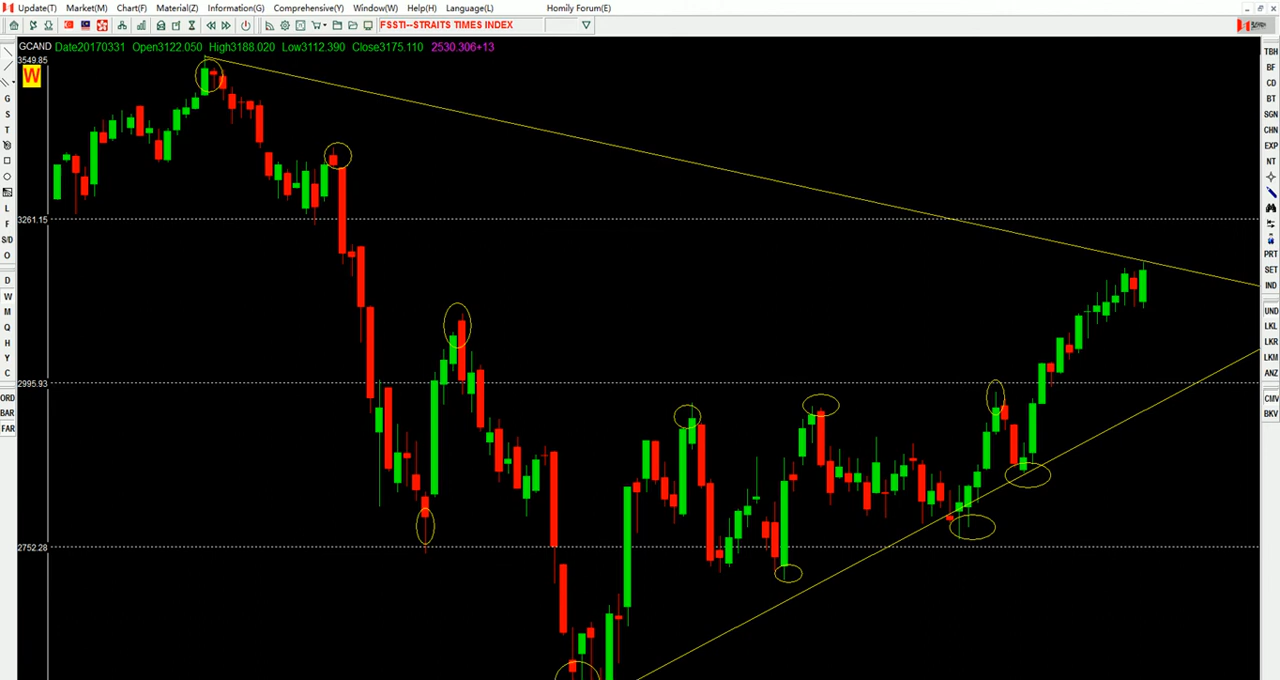 Update(T) Market(M) Chart(F) Material(Z) Information(G) Comprehensive(Y) Window(W) Help(H) Language(L) Homily Forum(E)
FSSTI--STRAITS TIMES INDEX
GCAND Date20170331 Open3122.050 High3188.020 Low3112.390 Close3175.110 2530.306+13
3549.85
W
3261.15
2995.93
2752.28
G
S
T
L
F
S/D
O
D
W
M
Q
H
Y
C
ORD
BAR
FAR
TBH
BF
CD
BT
SGN
CHN
EXP
NT
PRT
SET
IND
UND
LKL
LKR
LKM
ANZ
CMV
BKV